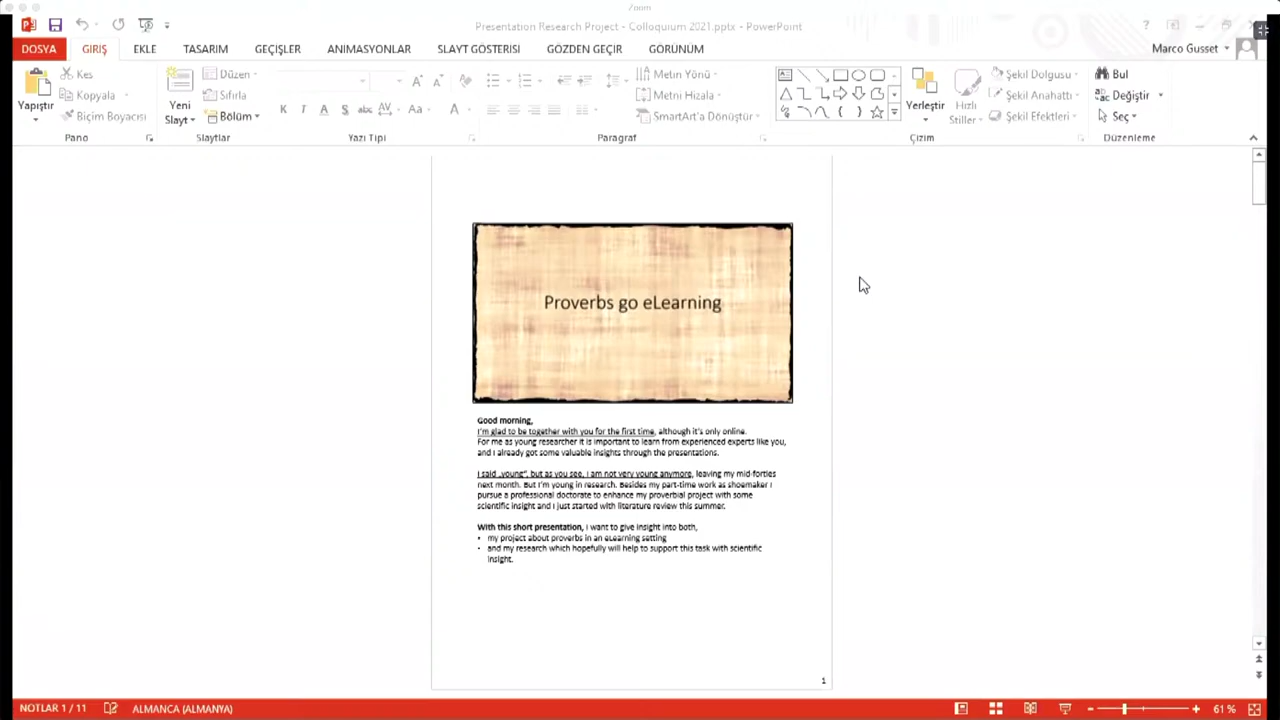 Zoom
Presentation Research Project - Colloquium 2021.pptx - PowerPoint
DOSYA GİRİŞ EKLE TASARIM GEÇİŞLER ANIMASYONLAR SLAYT GÖSTERİSİ GÖZDEN GEÇİR GÖRÜNÜM Marco Gusset
Yapıştır
Kes
Kopyala
Biçim Boyacısı
Pano
Yeni
Slayt
Düzen
Sıfırla
Bölüm
Slaytlar
K T A S abc AV Aa A
Yazı Tipi
Metin Yönü
Metni Hizala
SmartArt'a Dönüştür
Paragraf
Yerleştir
Hızlı
Stiller
Şekil Dolgusu
Şekil Anahattı
Şekil Efektleri
Çizim
Bul
Değiştir
Seç
Düzenleme
Proverbs go eLearning
Good morning,
I'm glad to be together with you for the first time, although it's only online.
For me as young researcher it is important to learn from experienced experts like you,
and I already got some valuable insights through the presentations.
I said „young“, but as you see, I am not very young anymore, leaving my mid-forties
next month. But I'm young in research. Besides my part-time work as shoemaker I
pursue a professional doctorate to enhance my proverbial project with some
scientific insight and I just started with literature review this summer.
With this short presentation, I want to give insight into both,
• my project about proverbs in an eLearning setting
• and my research which hopefully will help to support this task with scientific
insight.
1
NOTLAR 1 / 11 ALMANCA (ALMANYA) 61 %